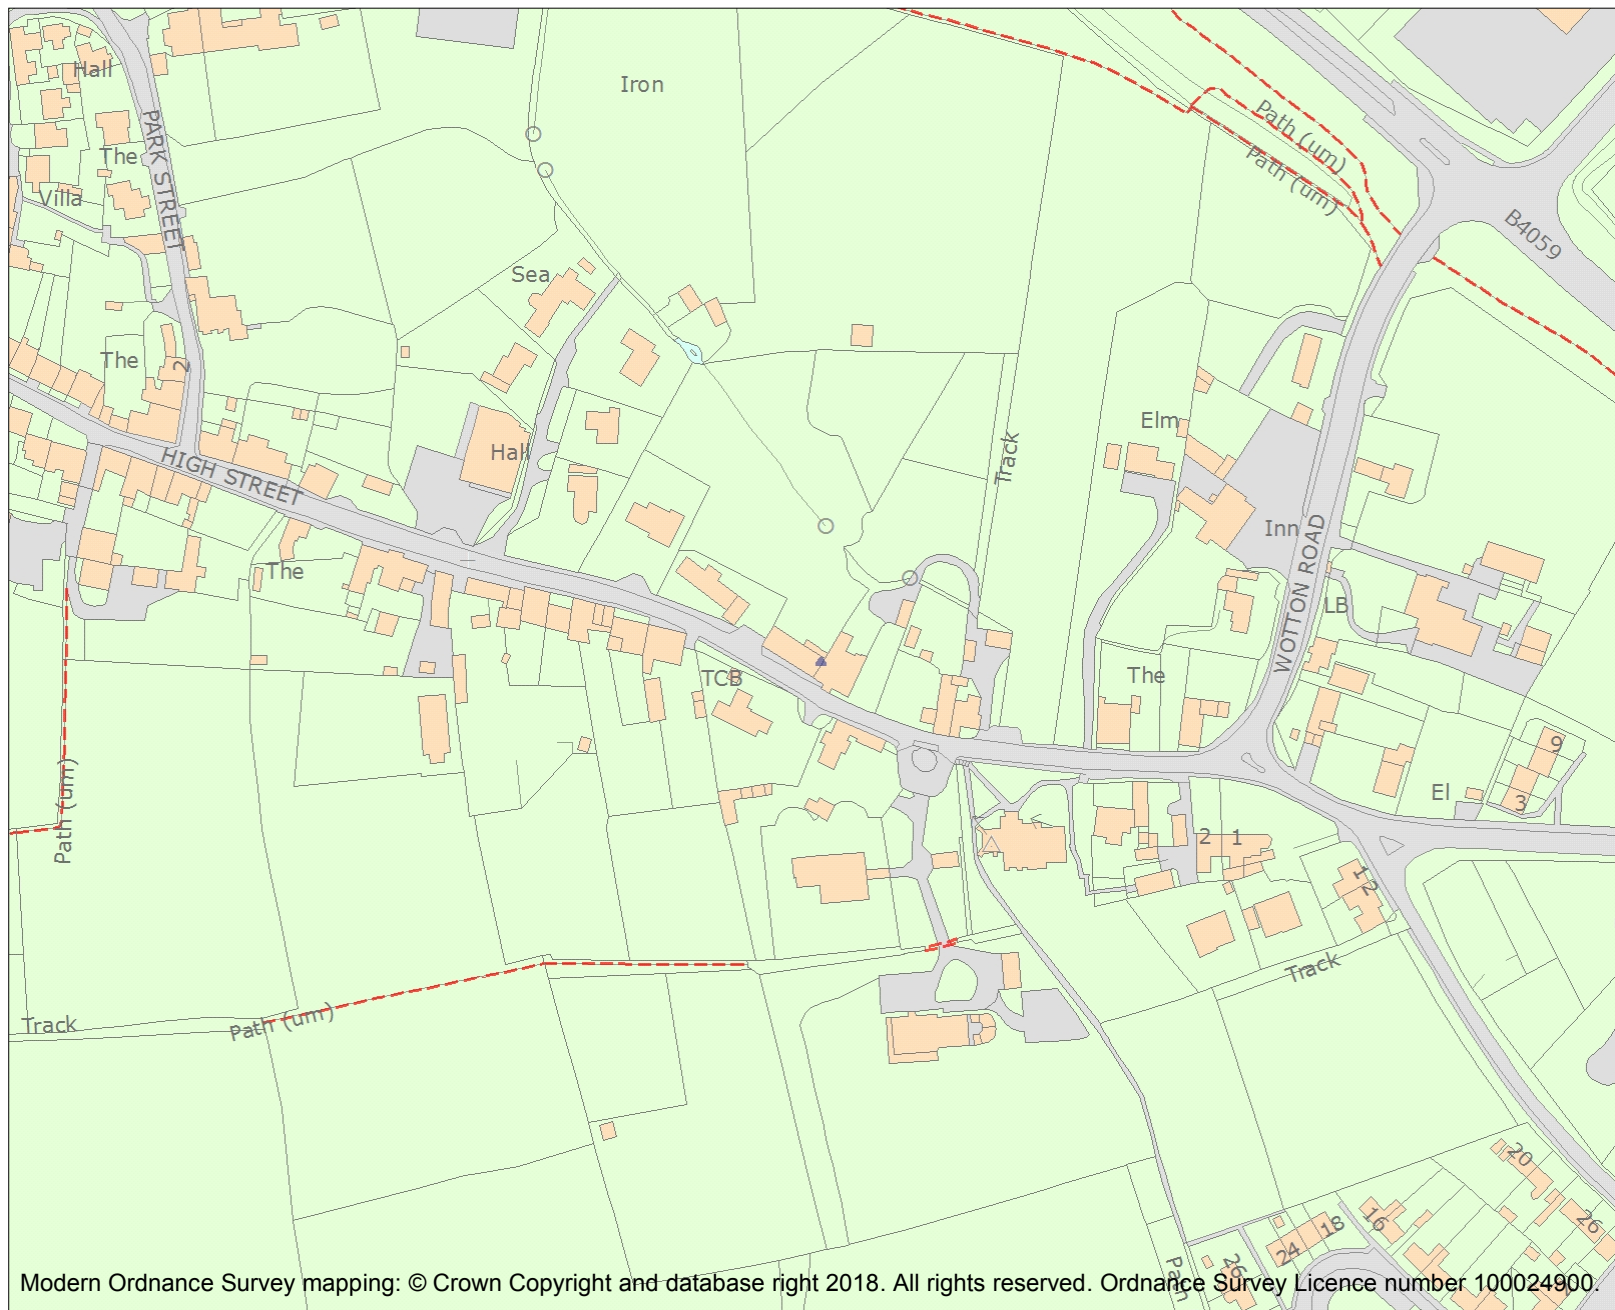 Iron
Hall
PARK STREET
Path (um)
Path (um)
The
Villa
B4059
Sea
The
2
Elm
Track
Hall
HIGH STREET
Inn
WOTTON ROAD
The
LB
TCB
The
9
El
3
Path (um)
2 1
1
2
Track
Track
Path (um)
20
16
18
26
24
26
Path
Modern Ordnance Survey mapping: © Crown Copyright and database right 2018. All rights reserved. Ordnance Survey Licence number 100024900.